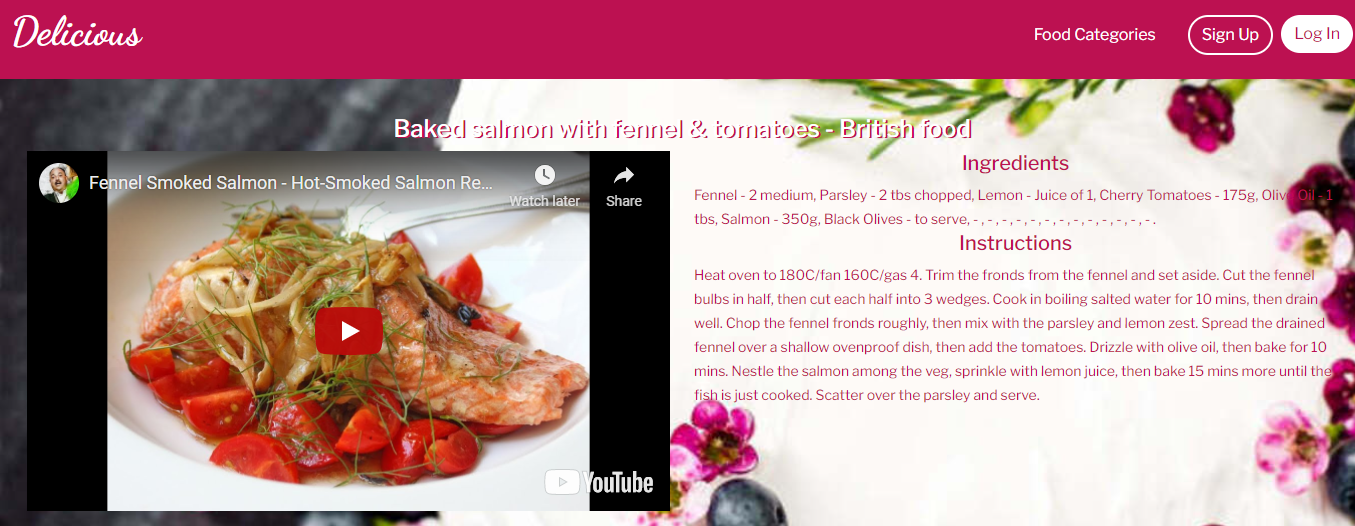 Delicious
Food Categories
Sign Up
Log In
Baked salmon with fennel & tomatoes - British food
Fennel Smoked Salmon - Hot-Smoked Salmon Re...
Watch later
Share
YouTube
Ingredients
Fennel - 2 medium, Parsley - 2 tbs chopped, Lemon - Juice of 1, Cherry Tomatoes - 175g, Olive Oil - 1
tbs, Salmon - 350g, Black Olives - to serve, - , - , - , - , - , - , - , - , - , - , - , - , - .
Instructions
Heat oven to 180C/fan 160C/gas 4. Trim the fronds from the fennel and set aside. Cut the fennel
bulbs in half, then cut each half into 3 wedges. Cook in boiling salted water for 10 mins, then drain
well. Chop the fennel fronds roughly, then mix with the parsley and lemon zest. Spread the drained
fennel over a shallow ovenproof dish, then add the tomatoes. Drizzle with olive oil, then bake for 10
mins. Nestle the salmon among the veg, sprinkle with lemon juice, then bake 15 mins more until the
fish is just cooked. Scatter over the parsley and serve.